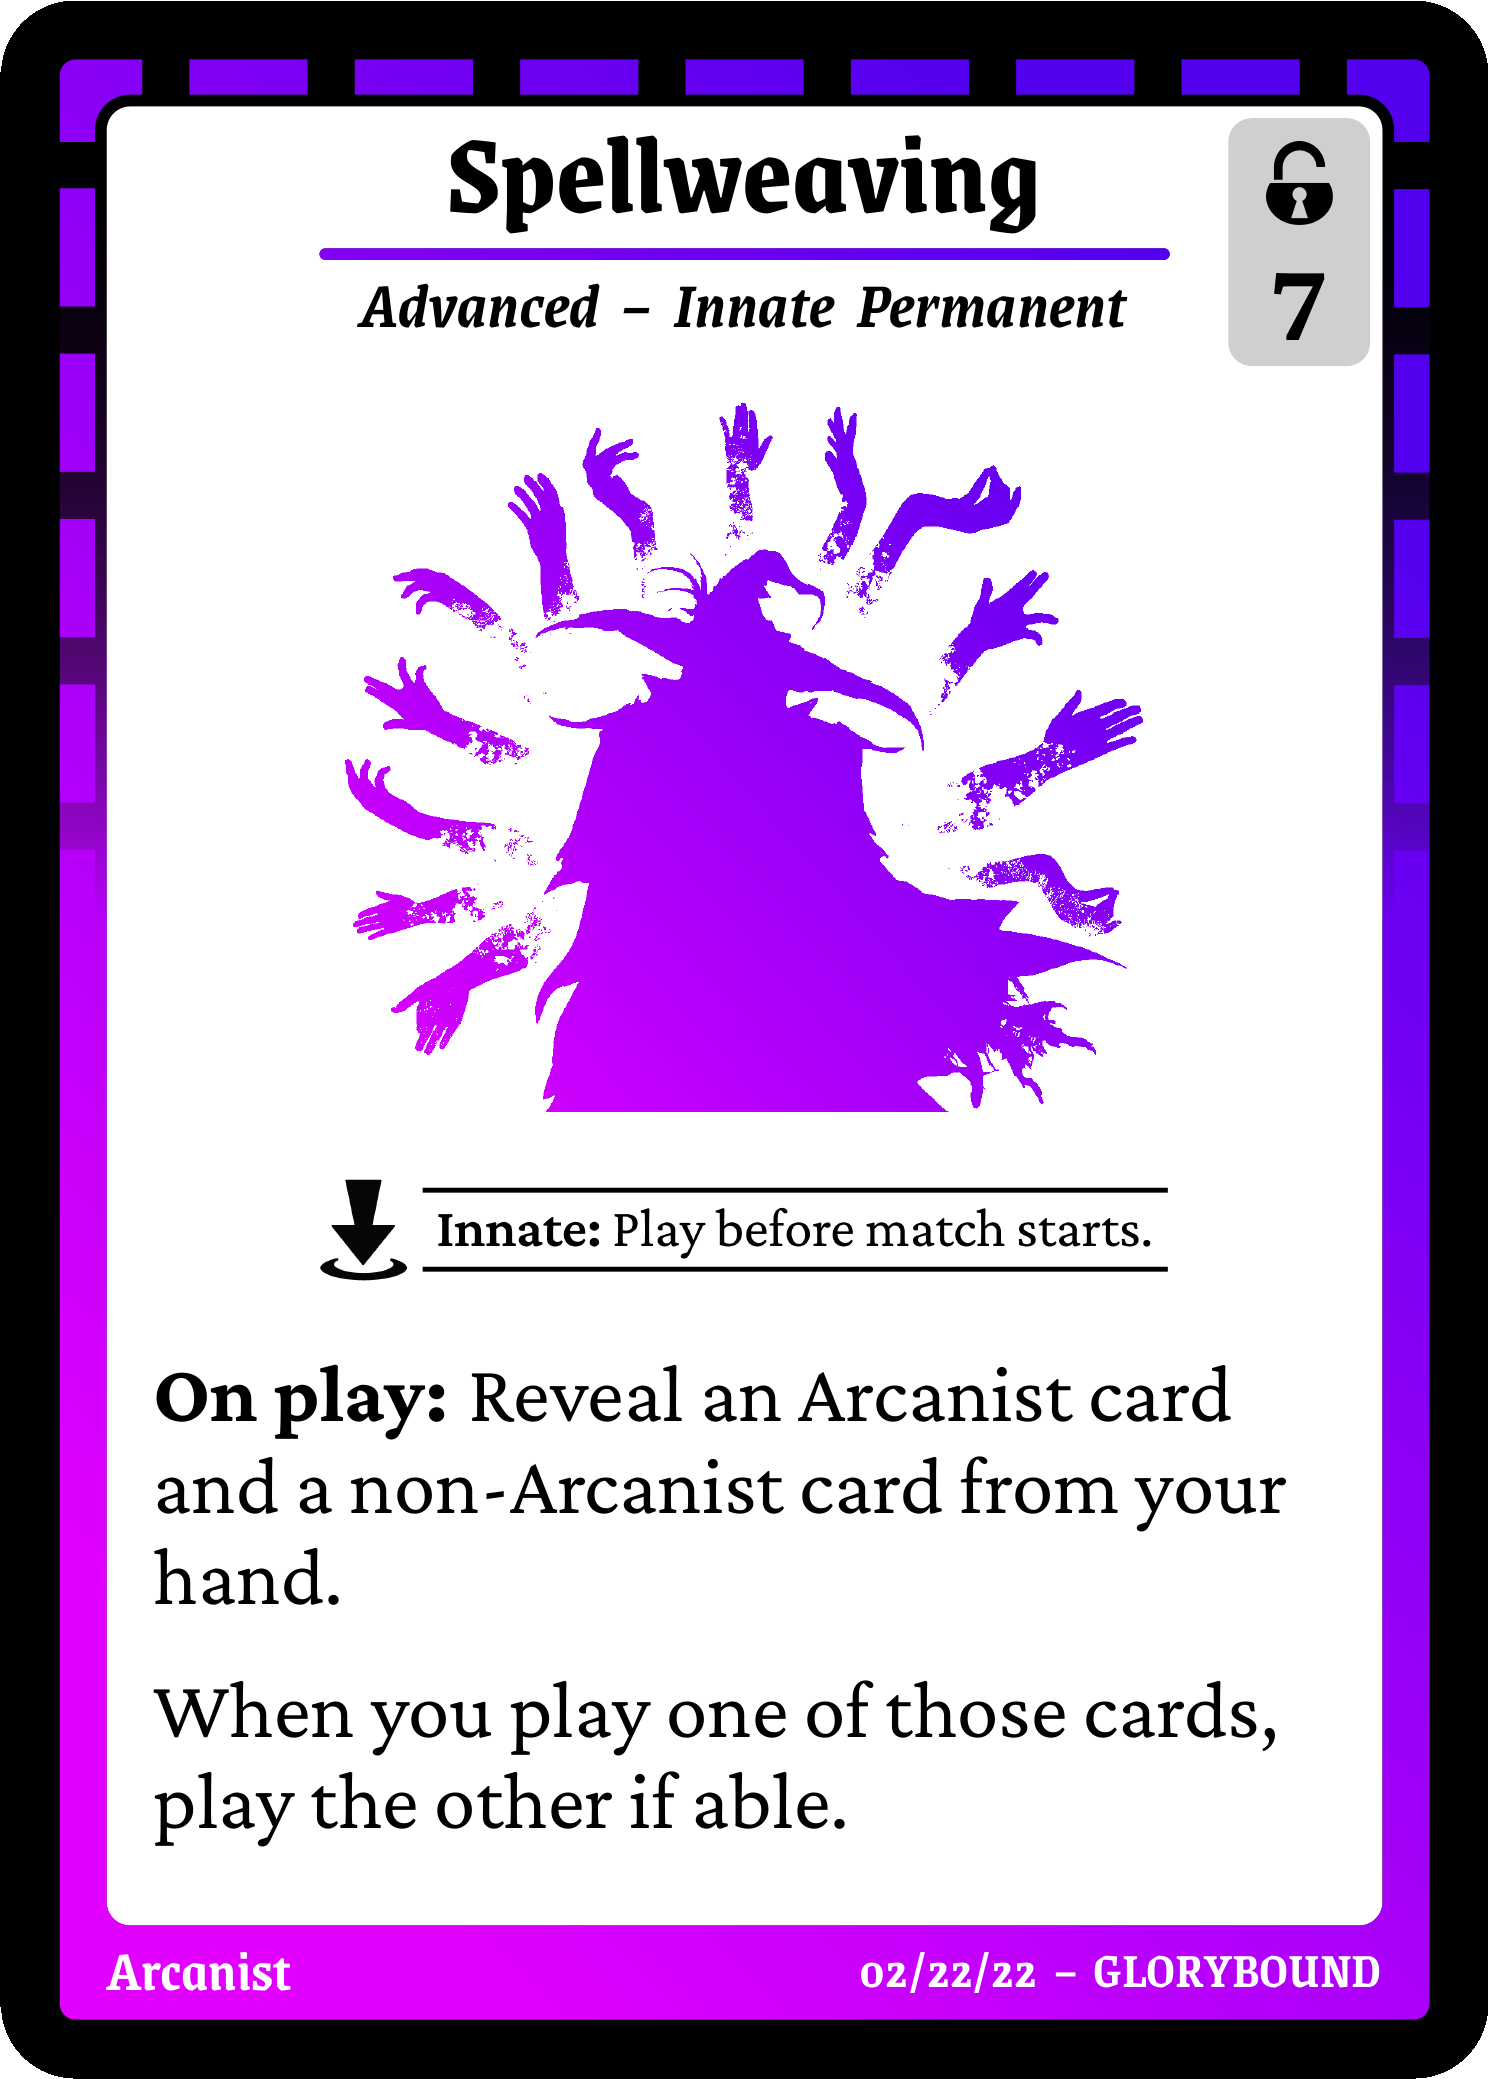 Spellweaving
7
Advanced – Innate Permanent
Innate: Play before match starts.
On play: Reveal an Arcanist card
and a non-Arcanist card from your
hand.
When you play one of those cards,
play the other if able.
Arcanist
02/22/22 – GLORYBOUND